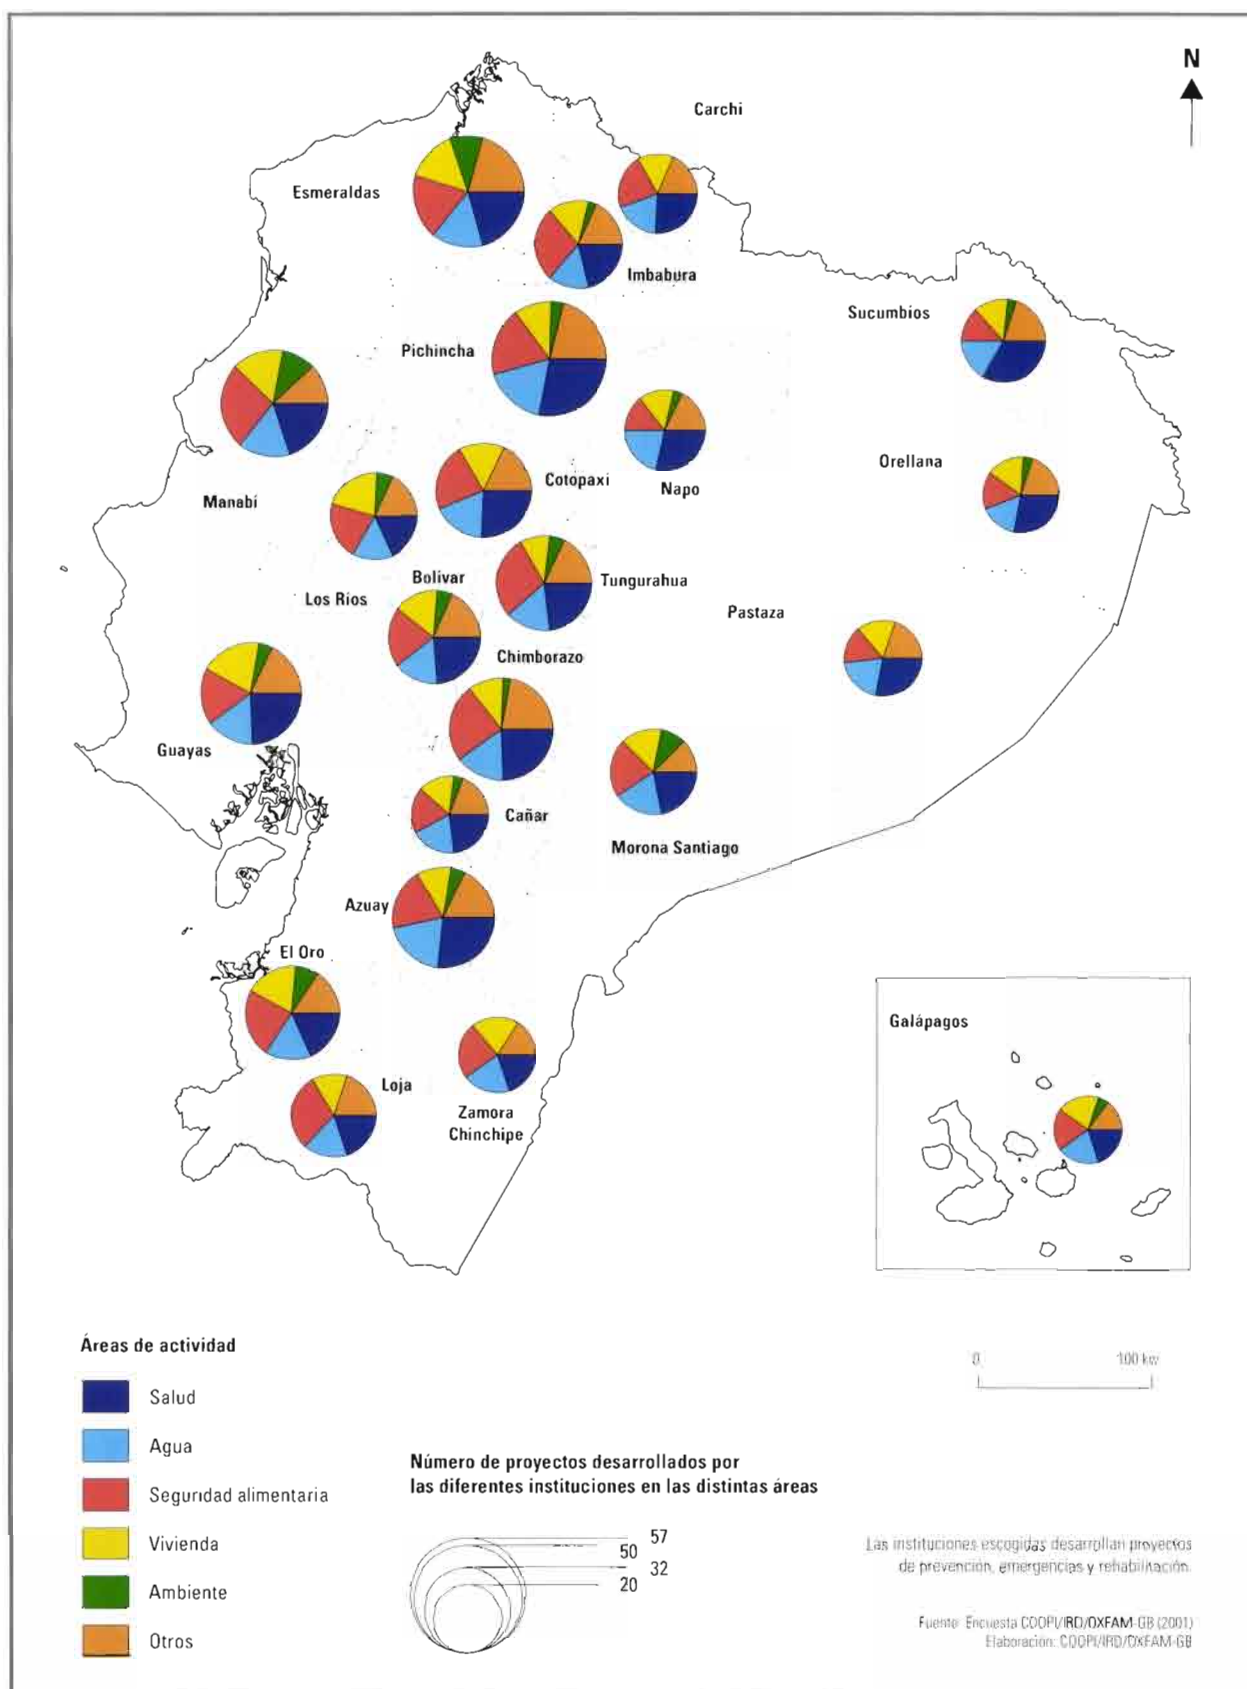 N
Carchi
Esmeraldas
Imbabura
Sucumbios
Pichincha
Orellana
Cotopaxi
Napo
Manabí
Bolivar
Tungurahua
Los Rios
Pastaza
Chimborazo
Guayas
Cañar
Morona Santiago
Azuay
El Oro
Galápagos
Loja
Zamora
Chinchipe
Áreas de actividad
0 100 km
Salud
Agua
Número de proyectos desarrollados por
las diferentes instituciones en las distintas áreas
Seguridad alimentaria
Vivienda
57
50
32
20
Ambiente
Otros
Las instituciones escogidas desarrollan proyectos
de prevención, emergencias y rehabilitación.
Fuente: Encuesta COOPI/IRD/OXFAM-GB (2001)
Elaboración: COOPI/IRD/OXFAM-GB